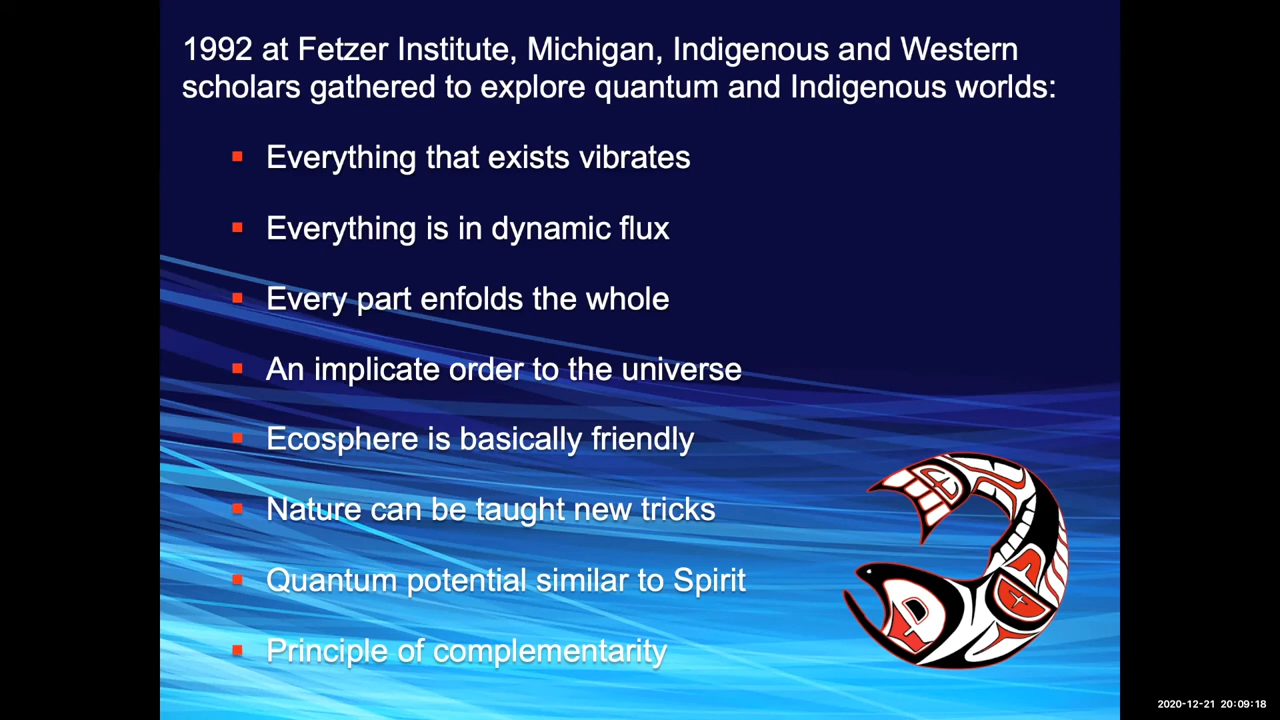 1992 at Fetzer Institute, Michigan, Indigenous and Western
scholars gathered to explore quantum and Indigenous worlds:
Everything that exists vibrates
Everything is in dynamic flux
Every part enfolds the whole
An implicate order to the universe
Ecosphere is basically friendly
Nature can be taught new tricks
Quantum potential similar to Spirit
Principle of complementarity
2020-12-21 20:09:18